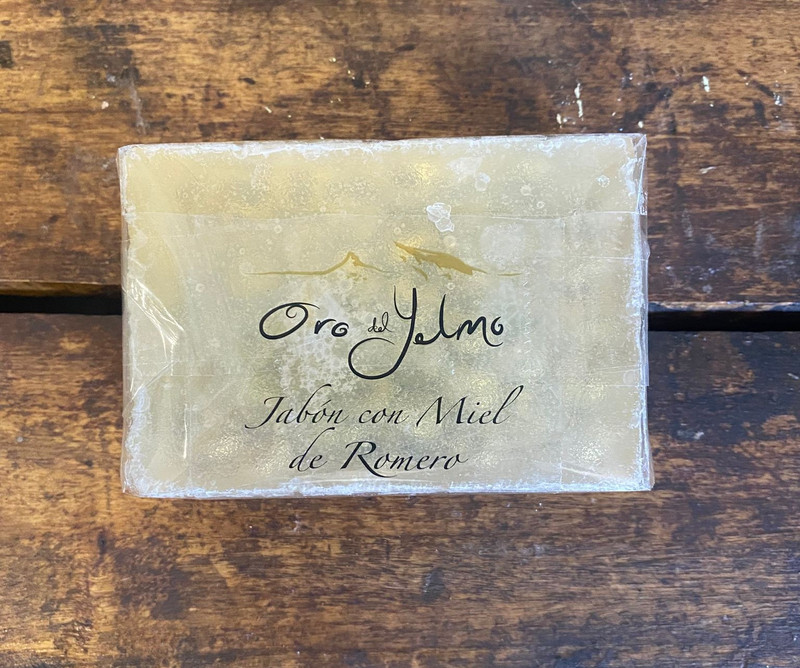 Oro del Yelmo
Jabón con Miel
de Romero